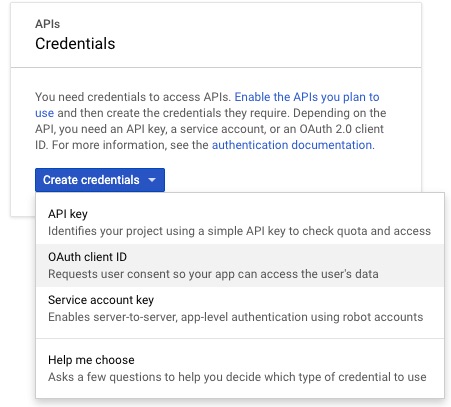 APIs
Credentials
You need credentials to access APIs. Enable the APIs you plan to
use and then create the credentials they require. Depending on the
API, you need an API key, a service account, or an OAuth 2.0 client
ID. For more information, see the authentication documentation.
Create credentials
API key
Identifies your project using a simple API key to check quota and access
OAuth client ID
Requests user consent so your app can access the user's data
Service account key
Enables server-to-server, app-level authentication using robot accounts
Help me choose
Asks a few questions to help you decide which type of credential to use